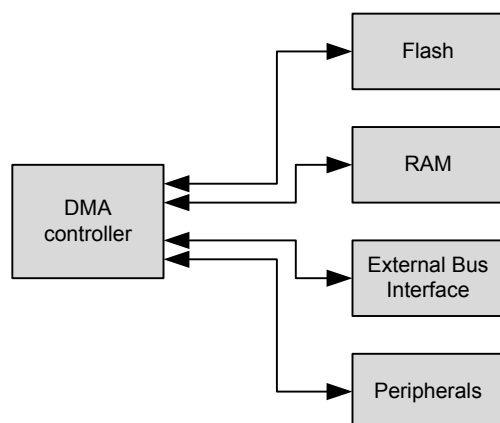 Flash
RAM
DMA
controller
External Bus
Interface
Peripherals